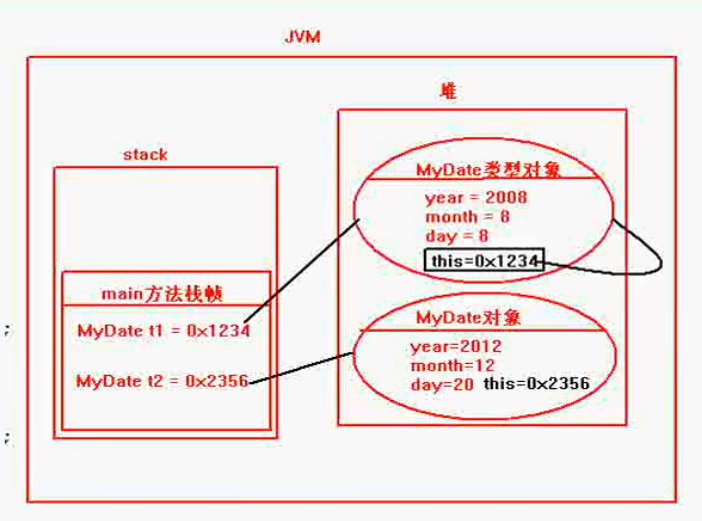 JVM
堆
stack
MyDate类型对象
year = 2008
month = 8
day = 8
this=0x1234
main方法栈帧
MyDate t1 = 0x1234
MyDate t2 = 0x2356
MyDate对象
year=2012
month=12
day=20 this=0x2356
;
;